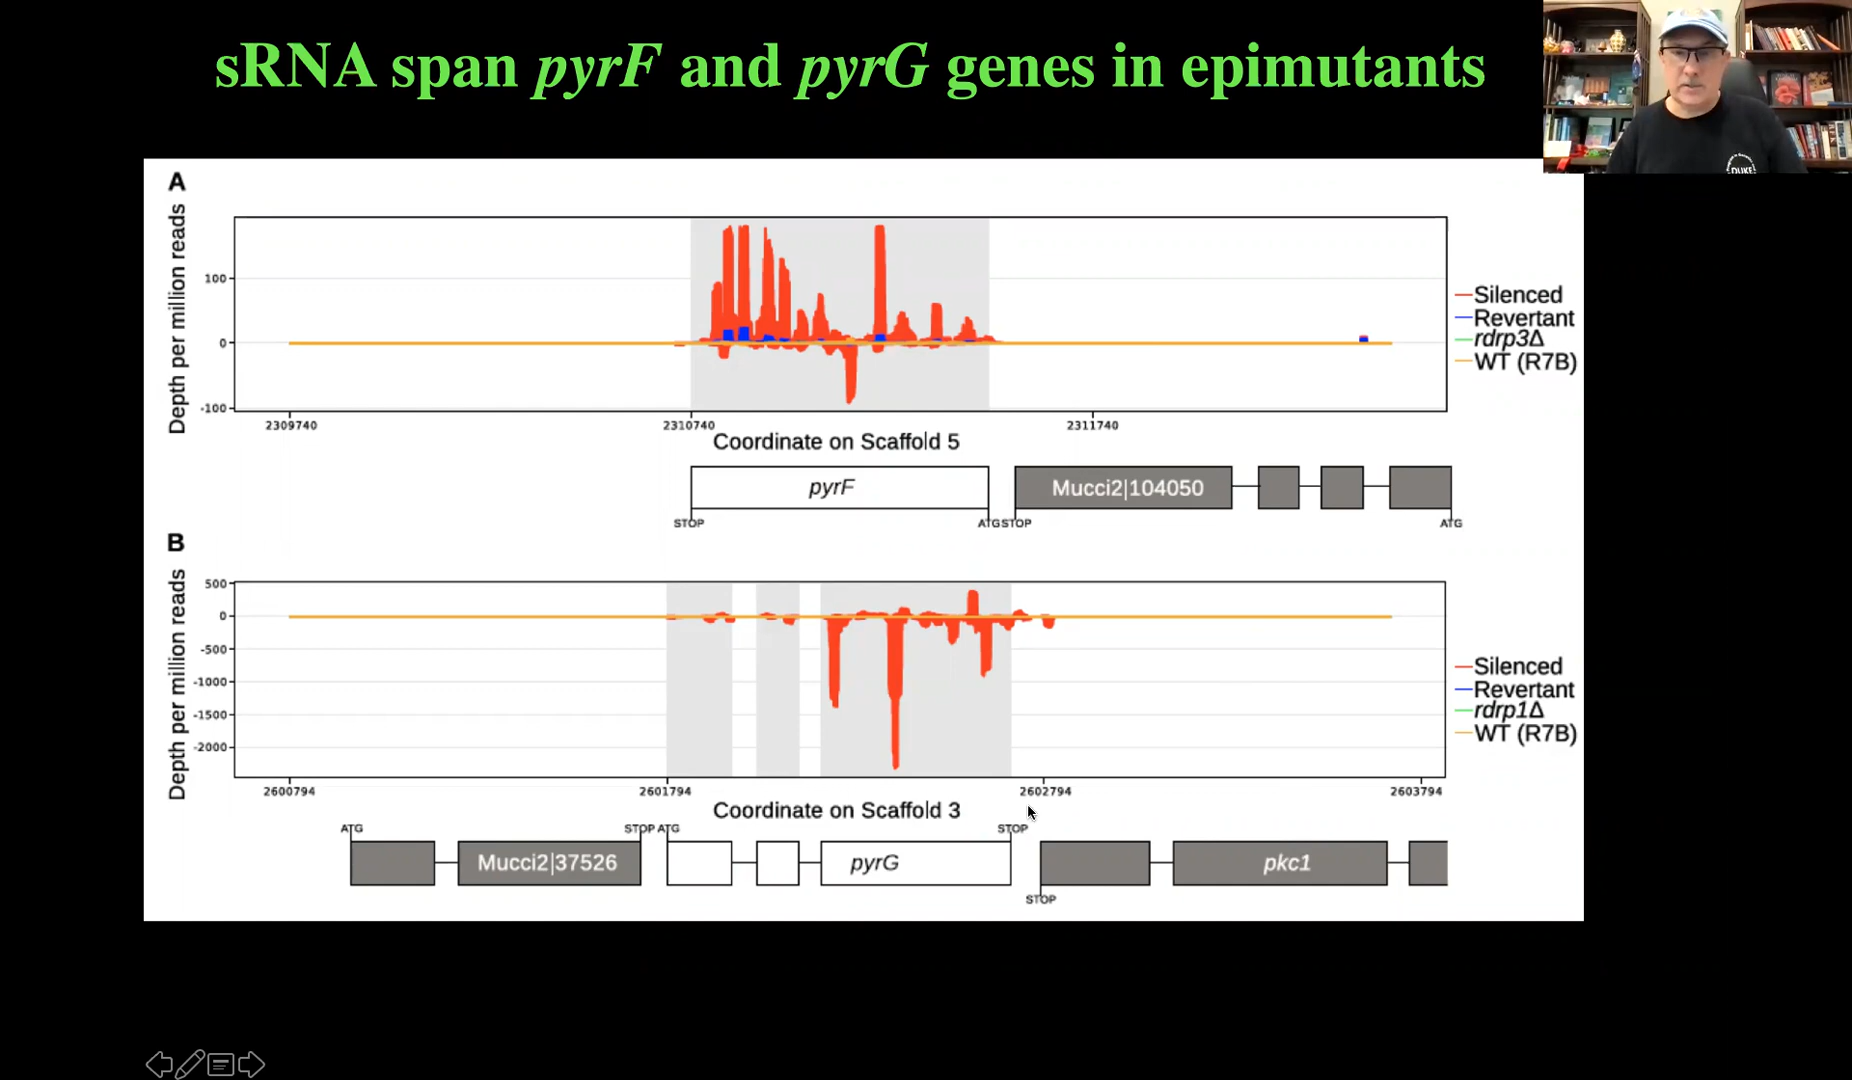 sRNA span pyrF and pyrG genes in epimutants
DUKE
A
Depth per million reads
100
0
-100
2309740
2310740
2311740
Coordinate on Scaffold 5
Silenced
Revertant
rdrp3Δ
WT (R7B)
pyrF
Mucci2|104050
STOP
ATG
STOP
ATG
B
Depth per million reads
500
0
-500
-1000
-1500
-2000
2600794
2601794
2602794
2603794
Coordinate on Scaffold 3
Silenced
Revertant
rdrp1Δ
WT (R7B)
ATG
STOP
ATG
STOP
Mucci2|37526
pyrG
pkc1
STOP